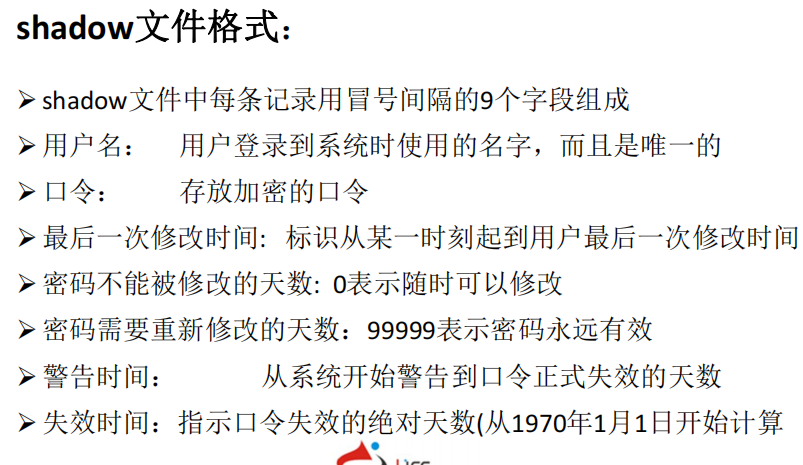 shadow文件格式：
➢ shadow文件中每条记录用冒号间隔的9个字段组成
➢ 用户名： 用户登录到系统时使用的名字，而且是唯一的
➢ 口令： 存放加密的口令
➢ 最后一次修改时间: 标识从某一时刻起到用户最后一次修改时间
➢ 密码不能被修改的天数: 0表示随时可以修改
➢ 密码需要重新修改的天数：99999表示密码永远有效
➢ 警告时间： 从系统开始警告到口令正式失效的天数
➢ 失效时间：指示口令失效的绝对天数(从1970年1月1日开始计算